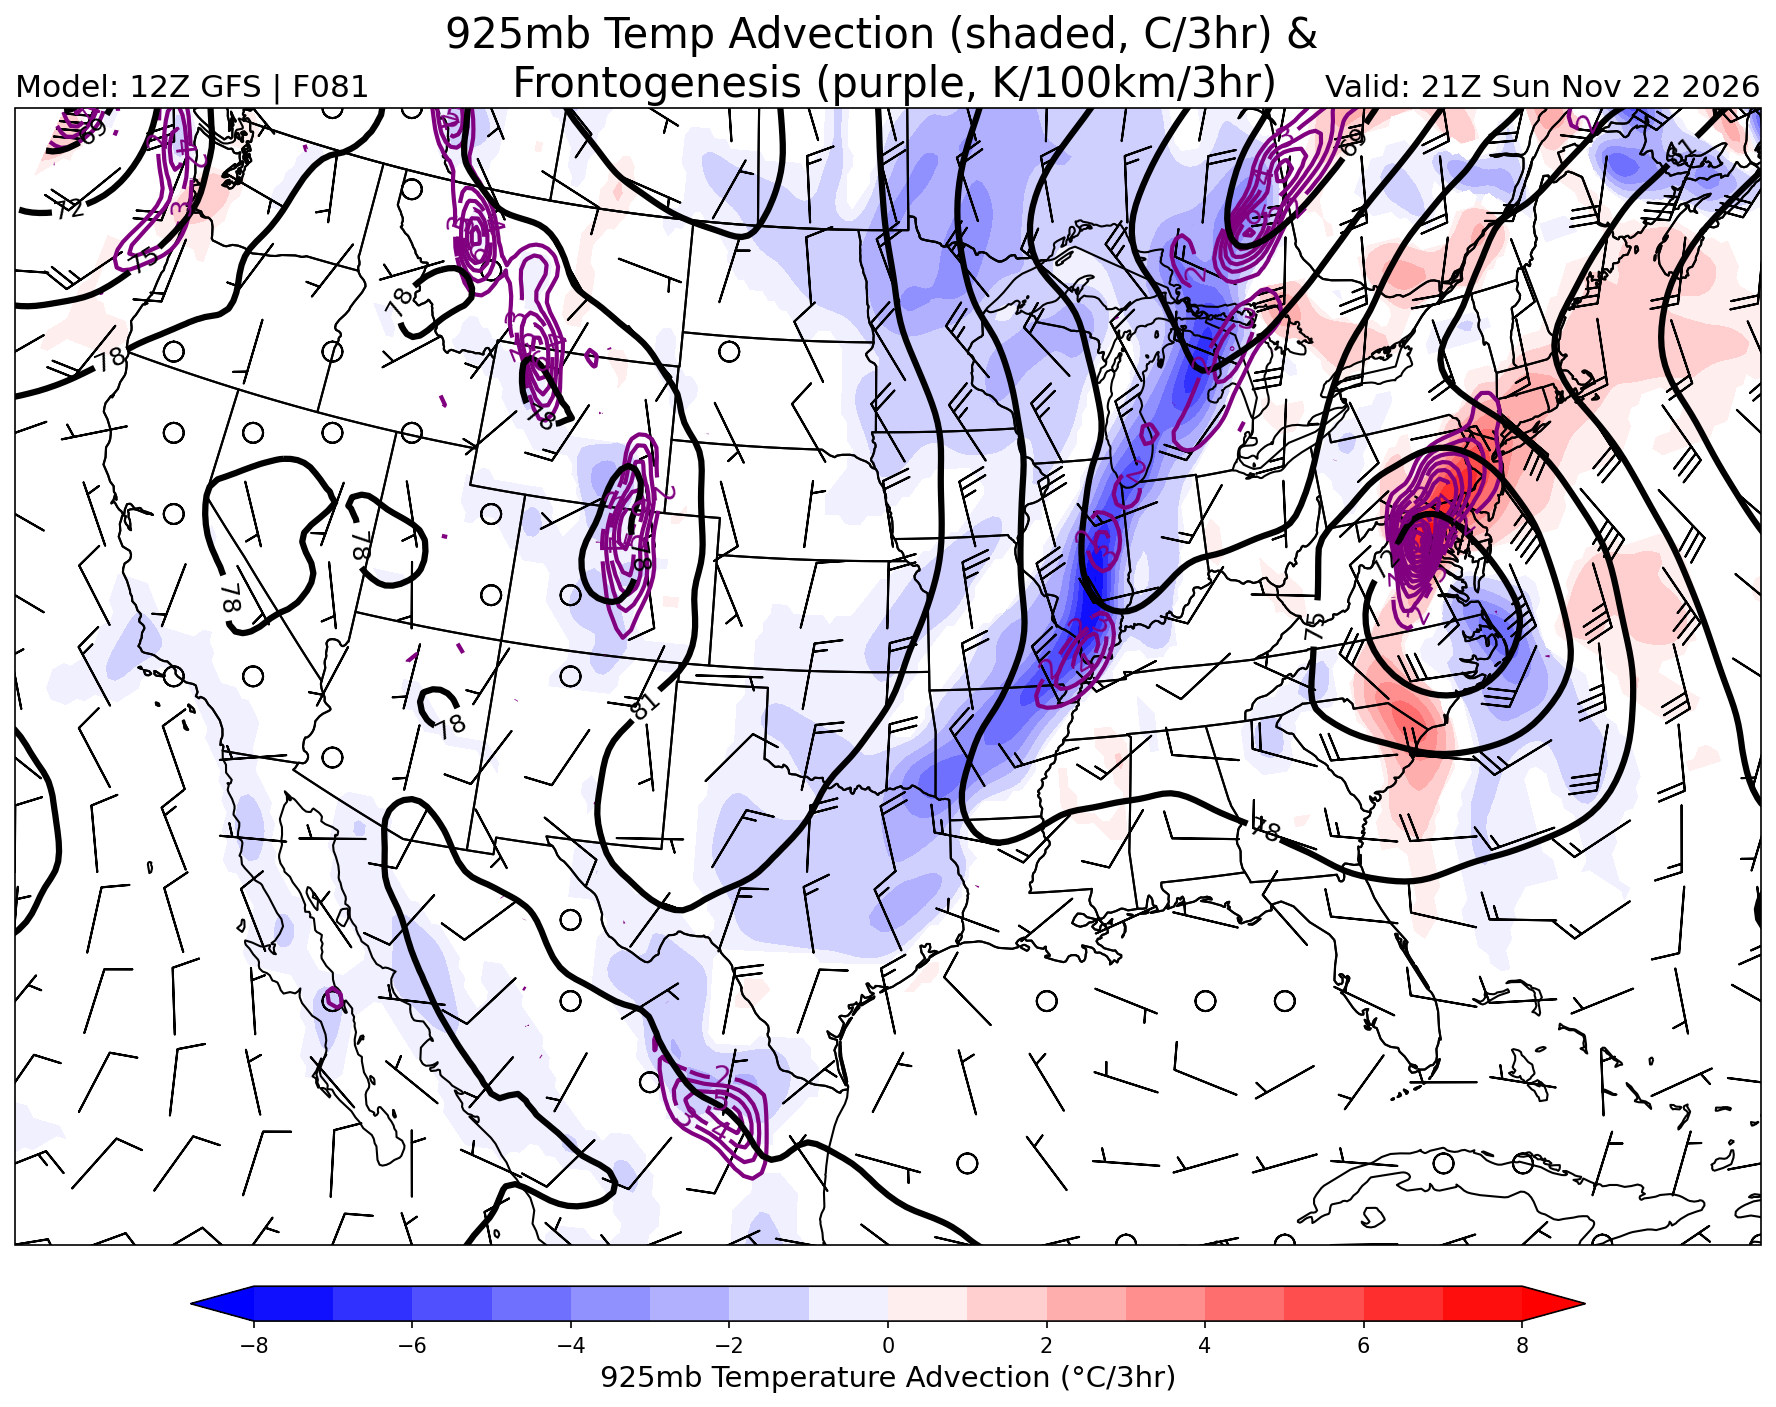 925mb Temp Advection (shaded, C/3hr) &
Frontogenesis (purple, K/100km/3hr)
Model: 12Z GFS | F081
Valid: 21Z Sun Nov 22 2026
69
69
72
75
78
78
78
78
78
78
78
81
75
78
−8 −6 −4 −2 0 2 4 6 8
925mb Temperature Advection (°C/3hr)